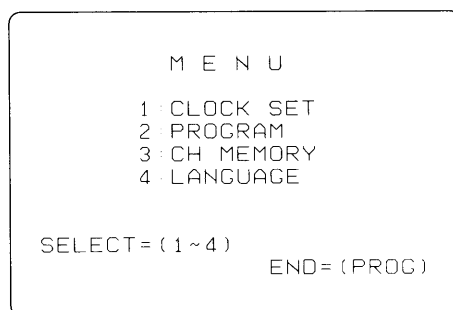 M E N U
1 : CLOCK SET
2 : PROGRAM
3 : CH MEMORY
4 : LANGUAGE
SELECT=(1~4)
END=(PROG)